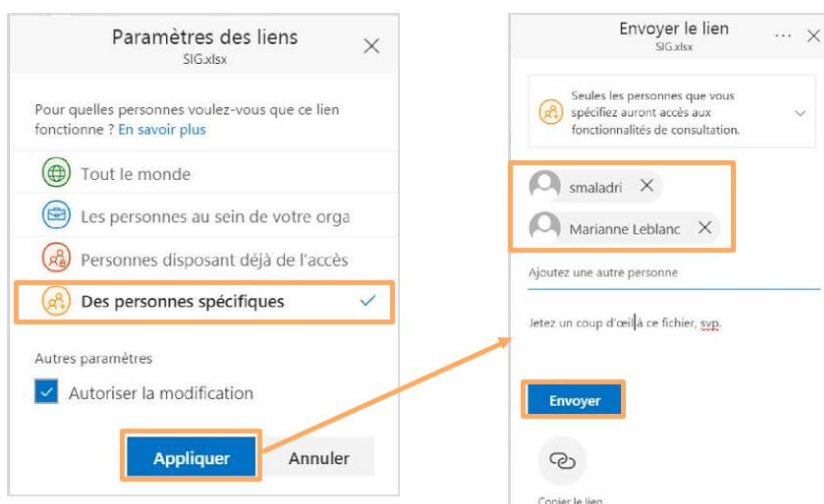 Paramètres des liens
SIG.xlsx
Pour quelles personnes voulez-vous que ce lien
fonctionne ? En savoir plus
Tout le monde
Les personnes au sein de votre orga
Personnes disposant déjà de l'accès
Des personnes spécifiques
Autres paramètres
Autoriser la modification
Appliquer
Annuler
Envoyer le lien
SIG.xlsx
Seules les personnes que vous
spécifiez auront accès aux
fonctionnalités de consultation.
smaladri
Marianne Leblanc
Ajoutez une autre personne
Jetez un coup d'œil à ce fichier, svp.
Envoyer
Copier le lien